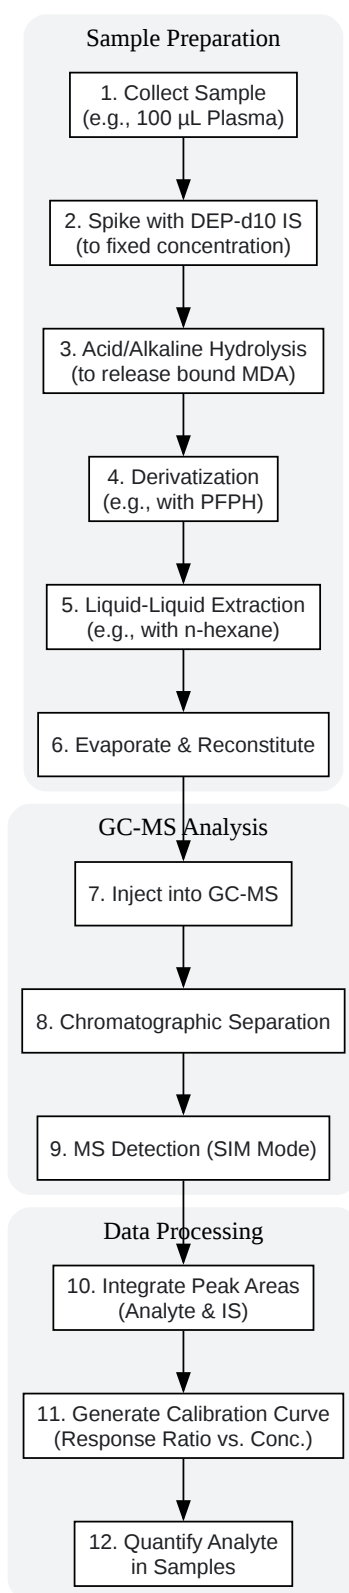 Sample Preparation
1. Collect Sample
(e.g., 100 µL Plasma)
2. Spike with DEP-d10 IS
(to fixed concentration)
3. Acid/Alkaline Hydrolysis
(to release bound MDA)
4. Derivatization
(e.g., with PFPH)
5. Liquid-Liquid Extraction
(e.g., with n-hexane)
6. Evaporate & Reconstitute
GC-MS Analysis
7. Inject into GC-MS
8. Chromatographic Separation
9. MS Detection (SIM Mode)
Data Processing
10. Integrate Peak Areas
(Analyte & IS)
11. Generate Calibration Curve
(Response Ratio vs. Conc.)
12. Quantify Analyte
in Samples